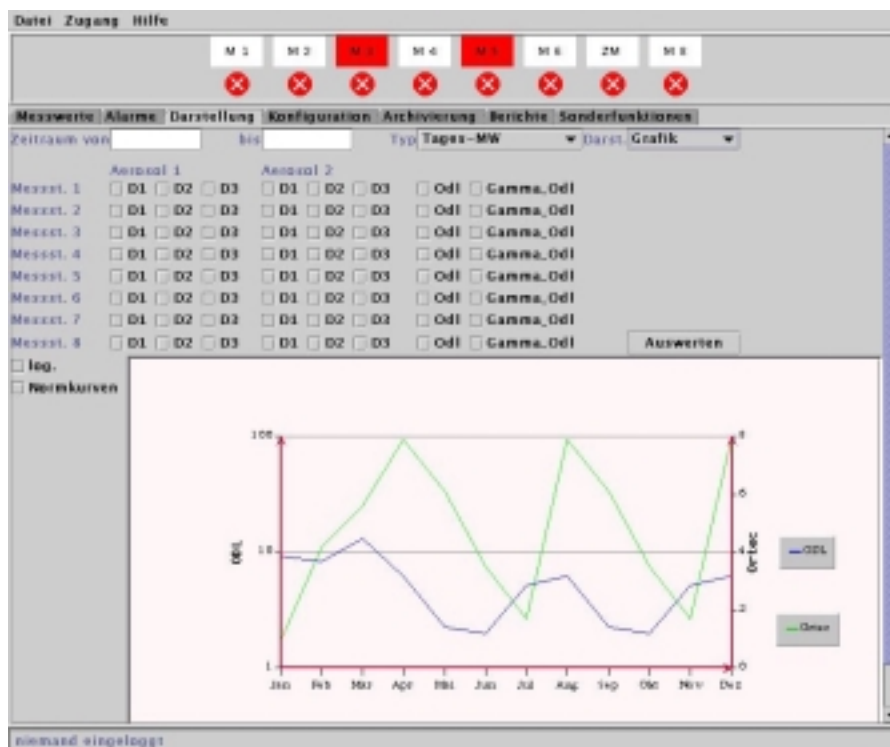 Datei Zugang Hilfe
M 1 M 2 M 3 M 4 M 5 M 6 ZM M 8
Messwerte Alarme Darstellung Konfiguration Archivierung Berichte Sonderfunktionen
Zeitraum von bis Typ Tages-MW Darst. Grafik
Aerosol 1 Aerosol 2
Messst. 1 D1 D2 D3 D1 D2 D3 Odl Gamma_Odl
Messst. 2 D1 D2 D3 D1 D2 D3 Odl Gamma_Odl
Messst. 3 D1 D2 D3 D1 D2 D3 Odl Gamma_Odl
Messst. 4 D1 D2 D3 D1 D2 D3 Odl Gamma_Odl
Messst. 5 D1 D2 D3 D1 D2 D3 Odl Gamma_Odl
Messst. 6 D1 D2 D3 D1 D2 D3 Odl Gamma_Odl
Messst. 7 D1 D2 D3 D1 D2 D3 Odl Gamma_Odl
Messst. 8 D1 D2 D3 D1 D2 D3 Odl Gamma_Odl Auswerten
log.
Normkurven
100 8
6
ODL 10 4 Ortec ODL
2 Ortec
1 0
Jan Feb Mär Apr Mai Jun Jul Aug Sep Okt Nov Dez
niemand eingeloggt